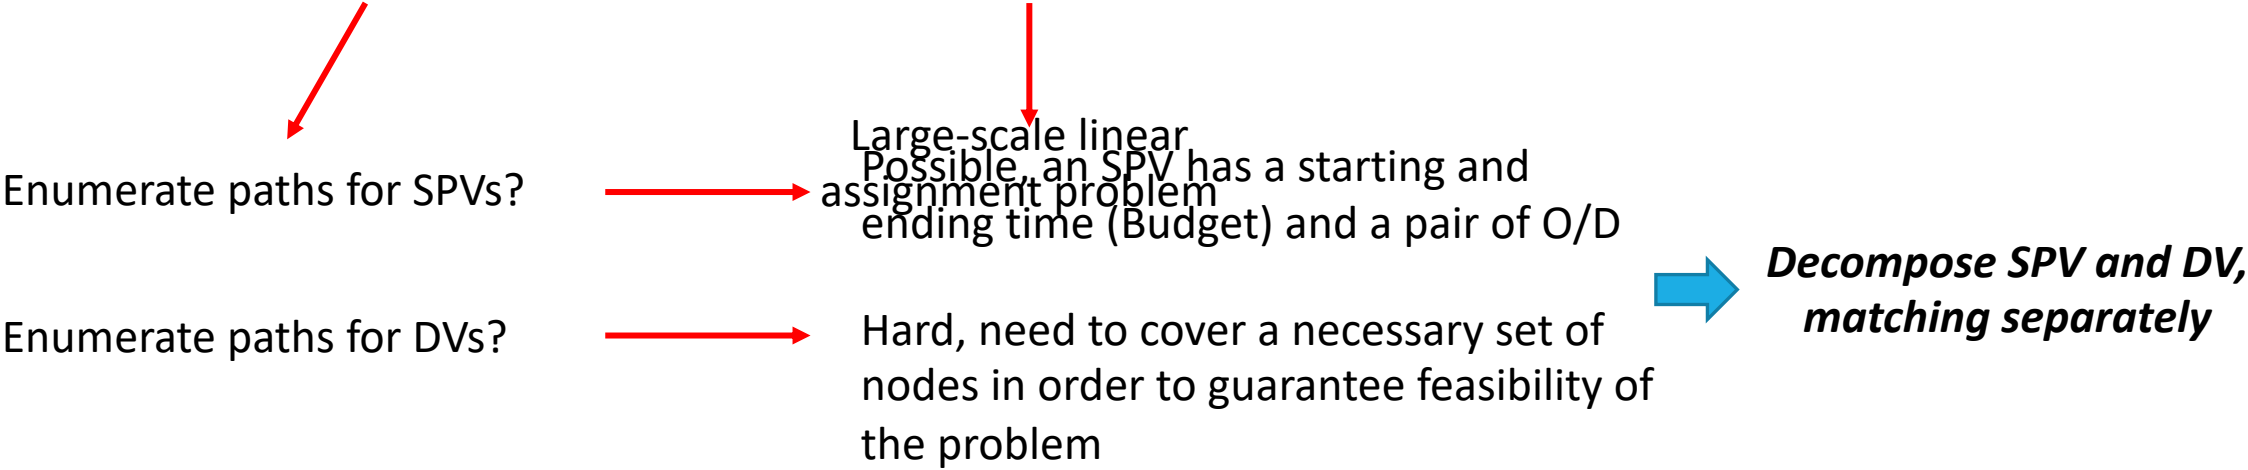 Large-scale linear
assignment problem
Enumerate paths for SPVs?
Possible, an SPV has a starting and
ending time (Budget) and a pair of O/D
Enumerate paths for DVs?
Hard, need to cover a necessary set of
nodes in order to guarantee feasibility of
the problem
Decompose SPV and DV,
matching separately